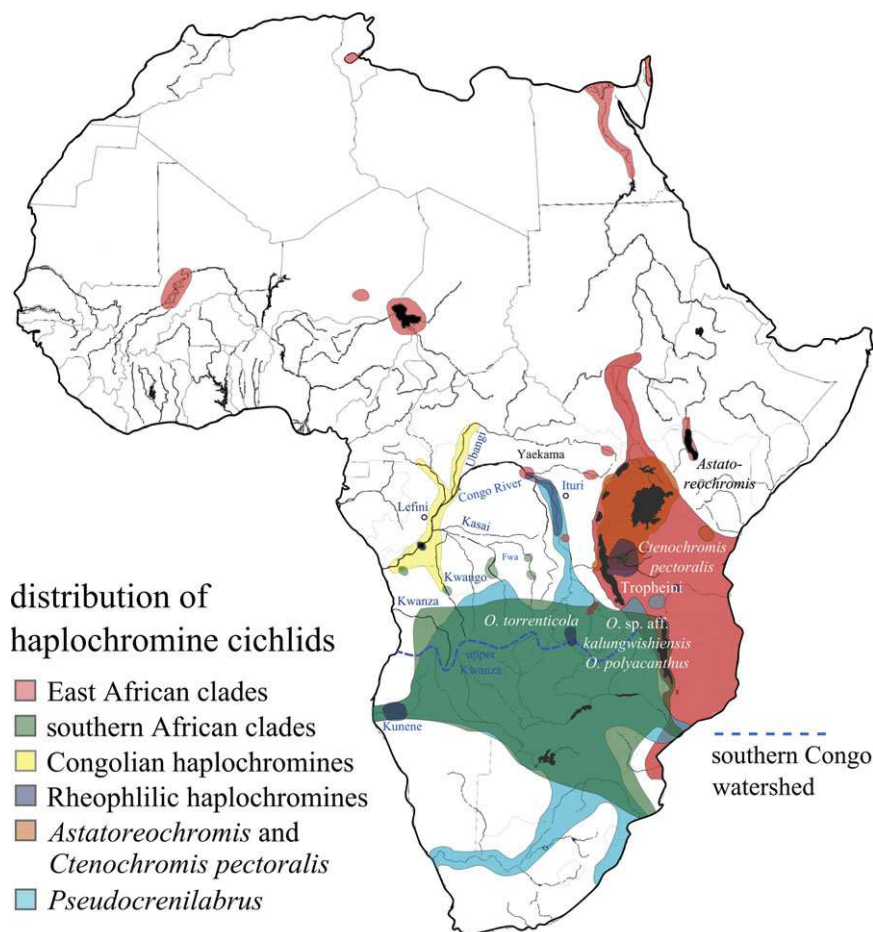 Ubangi
Yaekama
Astato-
reochromis
Congo River
Ituri
Lefini
Kasai
Fwa
Ctenochromis
pectoralis
Kwango
Tropheini
Kwanza
O. torrenticola
O. sp. aff.
kalungwishiensis
O. polyacanthus
upper
Kwanza
Kunene
distribution of
haplochromine cichlids
East African clades
southern African clades
Congolian haplochromines
Rheophlilic haplochromines
Astatoreochromis and
Ctenochromis pectoralis
Pseudocrenilabrus
southern Congo
watershed